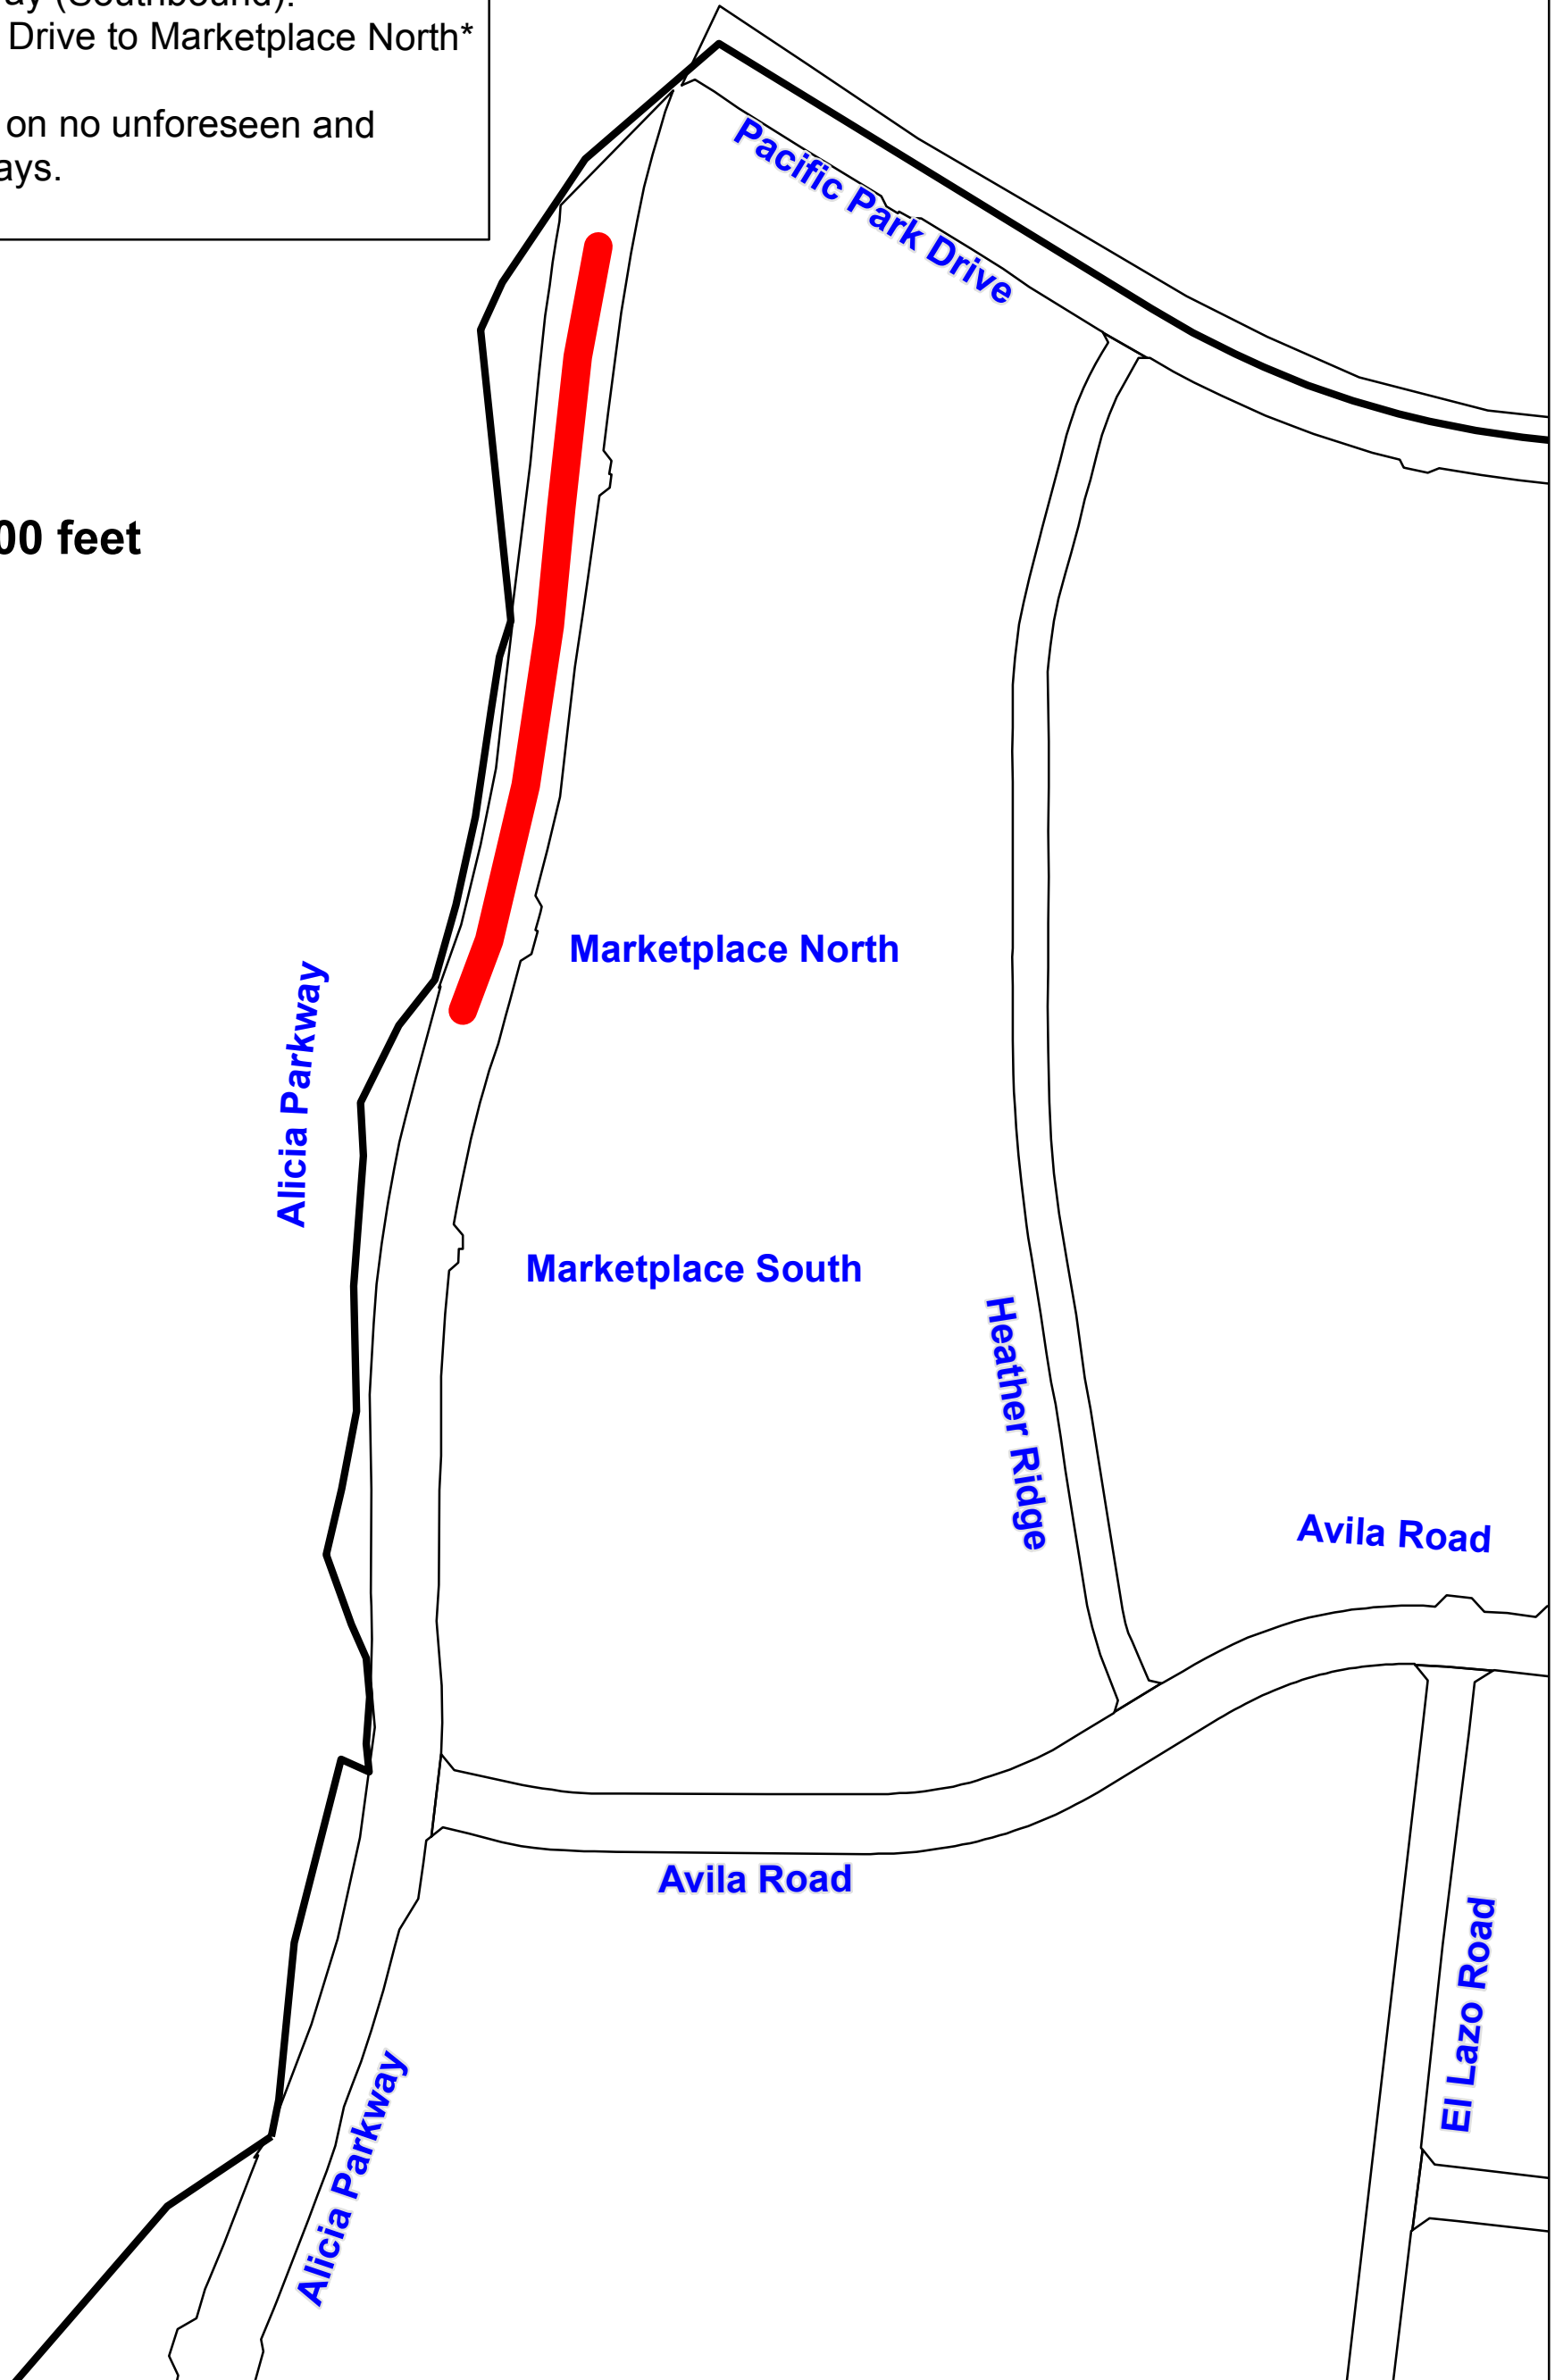 (Southbound).
Drive to Marketplace North*
on no unforeseen and
00 feet
Pacific Park Drive
Marketplace North
Alicia Parkway
Marketplace South
Heather Ridge
Avila Road
Avila Road
El Lazo Road
Alicia Parkway